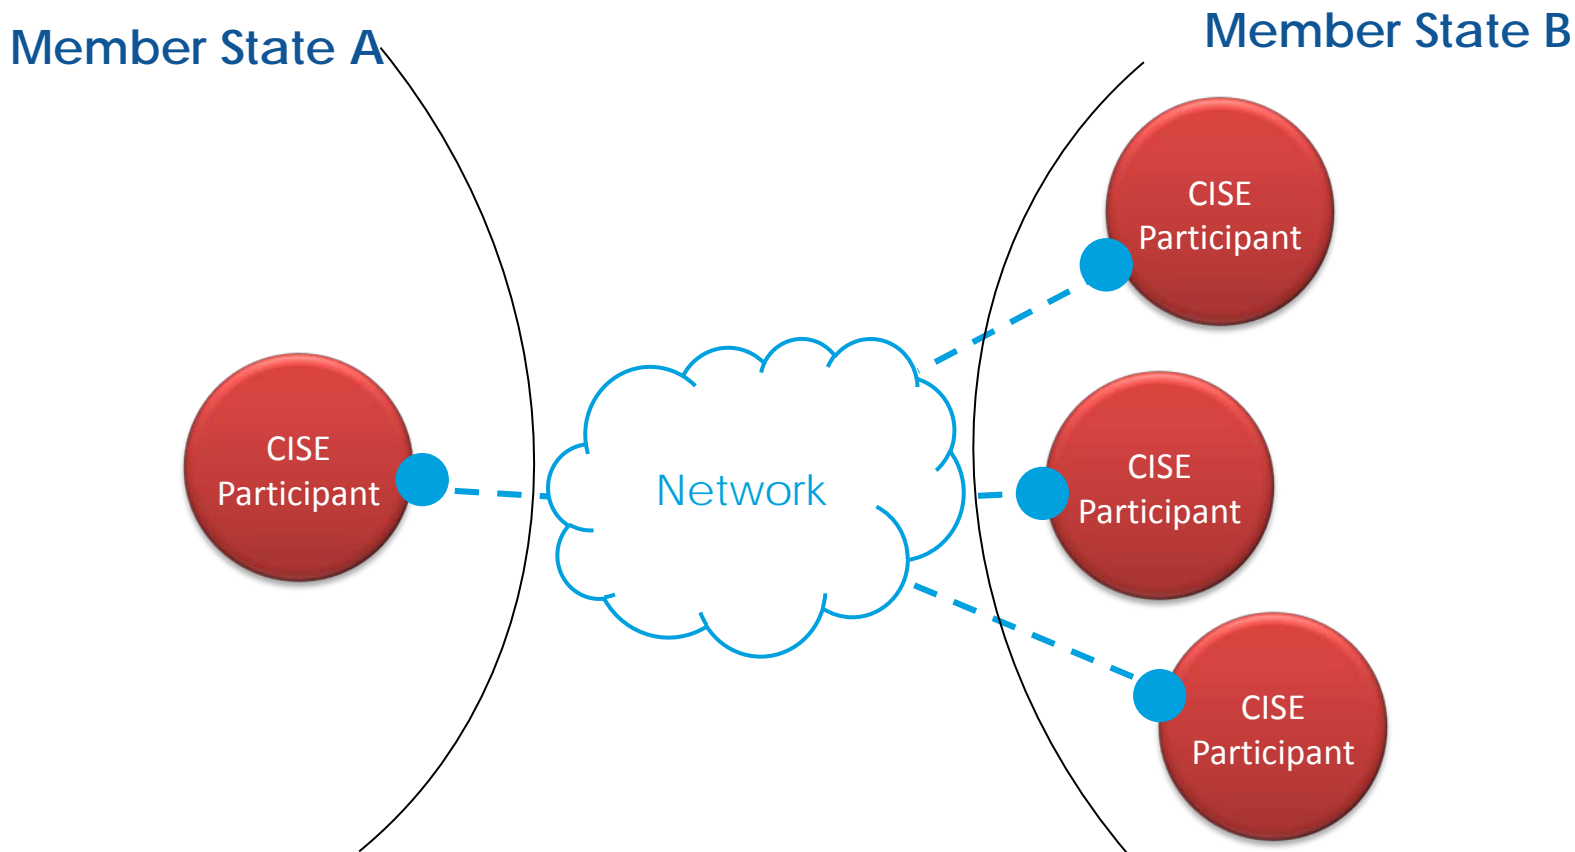 Member State A
Member State B
CISE
Participant
CISE
Participant
Network
CISE
Participant
CISE
Participant